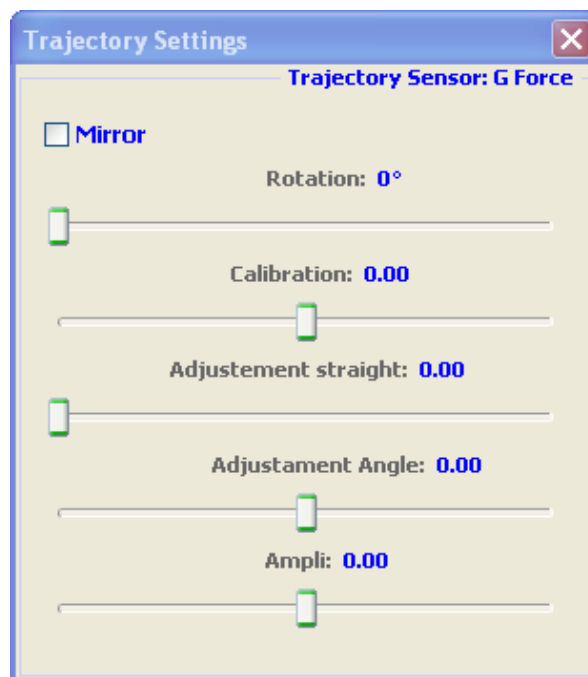 Trajectory Settings
Trajectory Sensor: G Force
Mirror
Rotation: 0°
Calibration: 0.00
Adjustement straight: 0.00
Adjustament Angle: 0.00
Ampli: 0.00